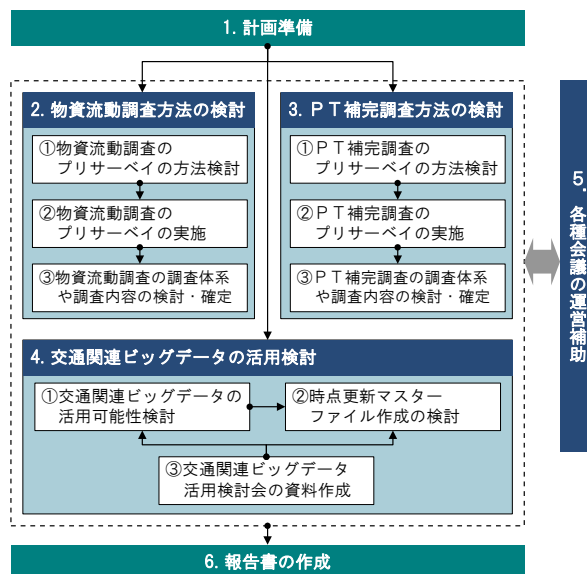 1. 計画準備
2. 物資流動調査方法の検討
①物資流動調査の
プリサーベイの方法検討
②物資流動調査の
プリサーベイの実施
③物資流動調査の調査体系
や調査内容の検討・確定
3. ＰＴ補完調査方法の検討
①ＰＴ補完調査の
プリサーベイの方法検討
②ＰＴ補完調査の
プリサーベイの実施
③ＰＴ補完調査の調査体系
や調査内容の検討・確定
4. 交通関連ビッグデータの活用検討
①交通関連ビッグデータの
活用可能性検討
②時点更新マスター
ファイル作成の検討
③交通関連ビッグデータ
活用検討会の資料作成
5. 各種会議の運営補助
6. 報告書の作成